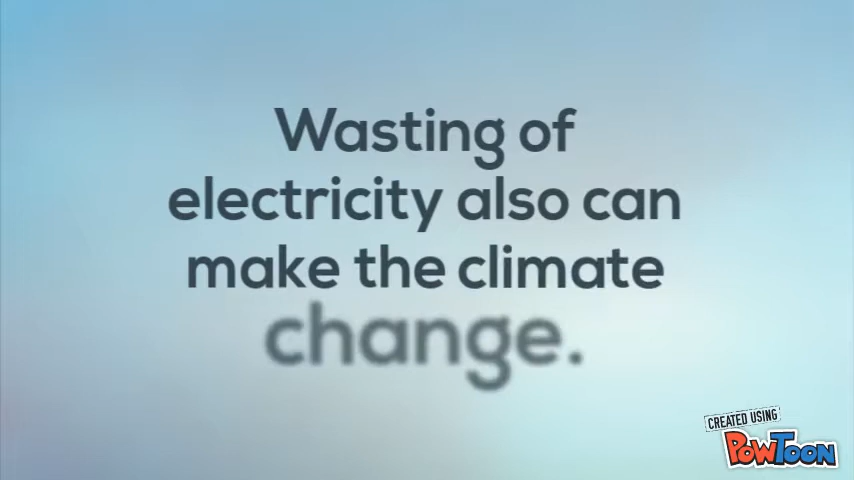 Wasting of
electricity also can
make the climate
change.
CREATED USING
POWTOON